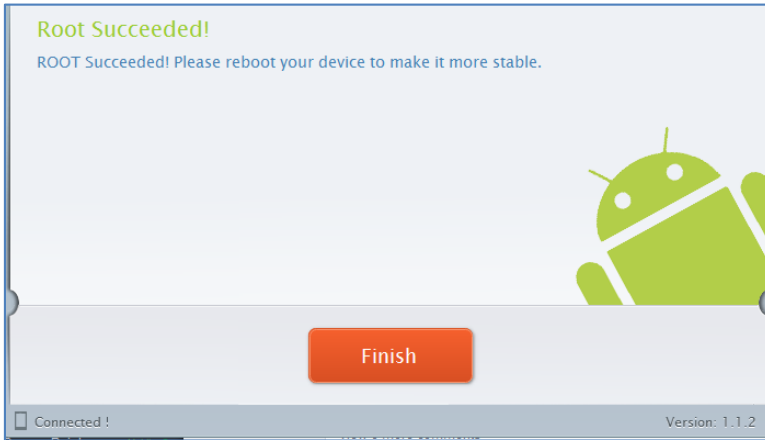 Root Succeeded!
ROOT Succeeded! Please reboot your device to make it more stable.
Finish
Connected !
Version: 1.1.2